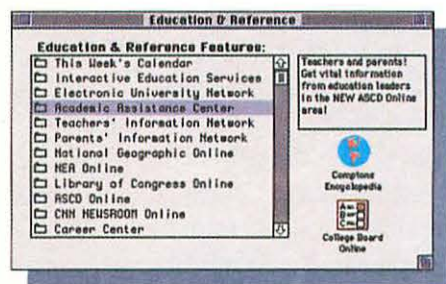 Education & Reference
Education & Reference Features:
This Week's Calendar
Interactive Education Services
Electronic University Network
Academic Assistance Center
Teachers' Information Network
Parents' Information Network
National Geographic Online
NEA Online
Library of Congress Online
ASCD Online
CNN NEWSROOM Online
Career Center
Teachers and parents!
Get vital information
from education leaders
in the NEW ASCD Online
area!
Comptons
Encyclopedia
College Board
Online